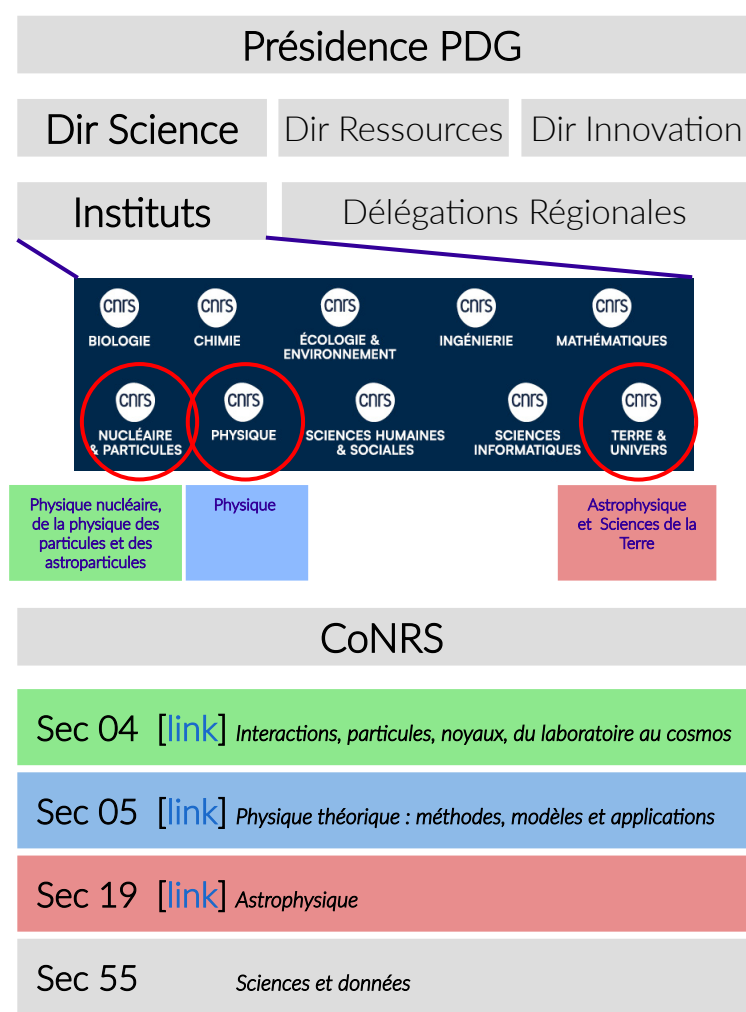 Présidence PDG
Dir Science
Dir Ressources
Dir Innovation
Instituts
Délégations Régionales
cnrs
BIOLOGIE
cnrs
CHIMIE
cnrs
ÉCOLOGIE &
ENVIRONNEMENT
cnrs
INGÉNIERIE
cnrs
MATHÉMATIQUES
cnrs
NUCLÉAIRE
& PARTICULES
cnrs
PHYSIQUE
cnrs
SCIENCES HUMAINES
& SOCIALES
cnrs
SCIENCES
INFORMATIQUES
cnrs
TERRE &
UNIVERS
Physique nucléaire,
de la physique des
particules et des
astroparticules
Physique
Astrophysique
et Sciences de la
Terre
CoNRS
Sec 04 [link] Interactions, particules, noyaux, du laboratoire au cosmos
Sec 05 [link] Physique théorique : méthodes, modèles et applications
Sec 19 [link] Astrophysique
Sec 55 Sciences et données